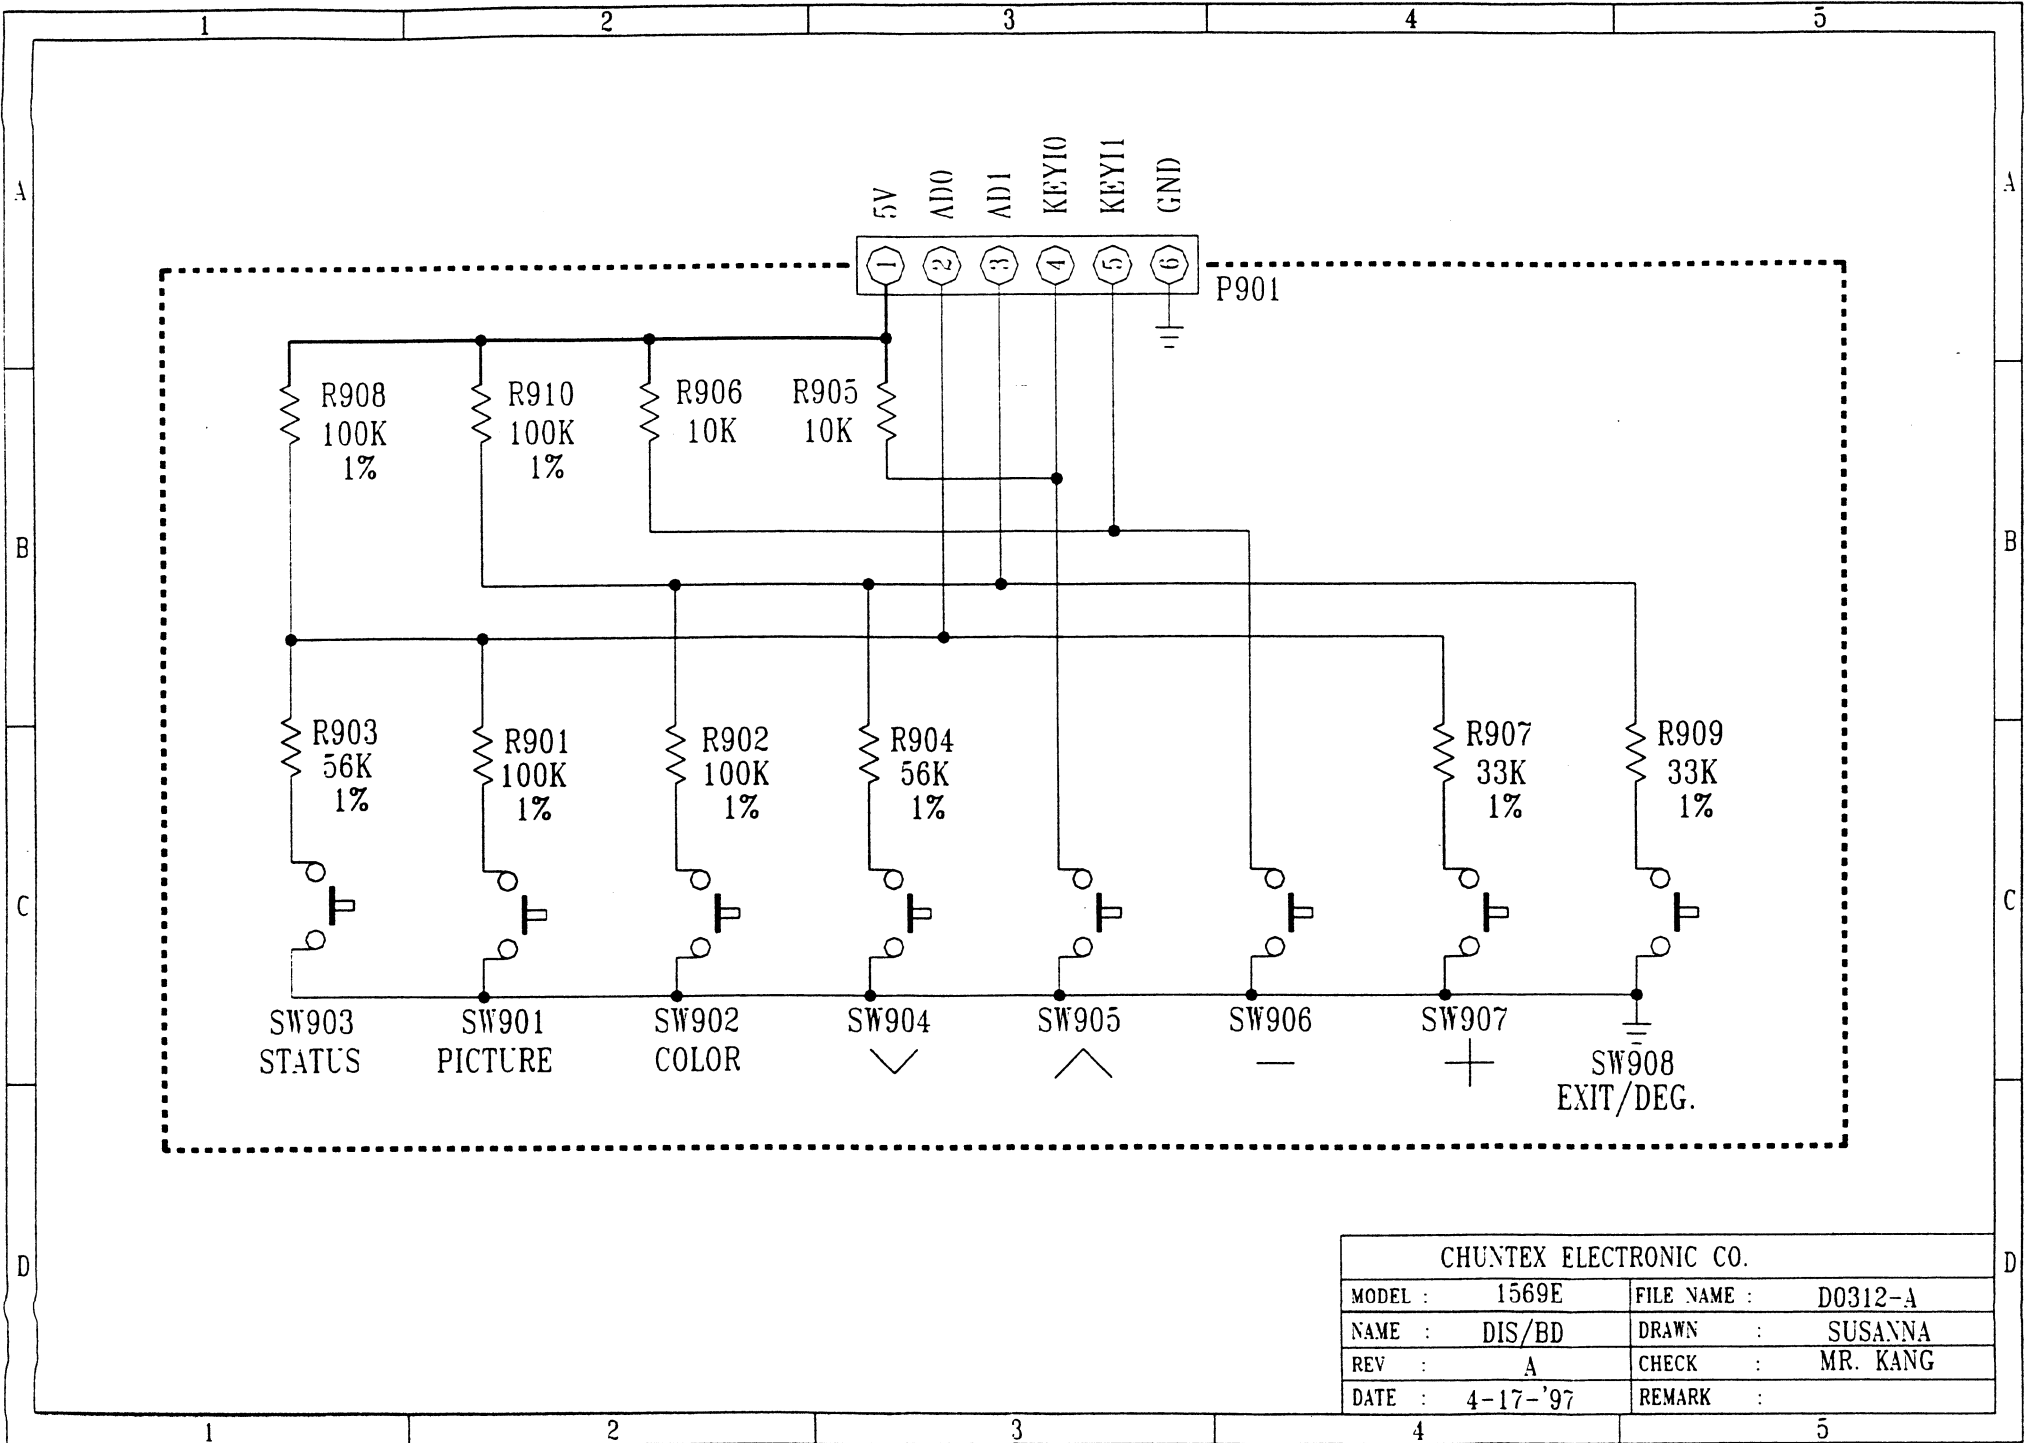 1 2 3 4 5
5V AD0 AD1 KEYI0 KEYI1 GND
A A
1 2 3 4 5 6
P901
R908
100K
1%
R910
100K
1%
R906
10K
R905
10K
B B
R903
56K
1%
R901
100K
1%
R902
100K
1%
R904
56K
1%
R907
33K
1%
R909
33K
1%
C C
SW903
STATUS
SW901
PICTURE
SW902
COLOR
SW904
SW905
SW906
—
SW907
+
SW908
EXIT/DEG.
D D
CHUNTEX ELECTRONIC CO.
MODEL : 1569E FILE NAME : D0312-A
NAME : DIS/BD DRAWN : SUSANNA
REV : A CHECK : MR. KANG
DATE : 4-17-'97 REMARK :
1 2 3 4 5